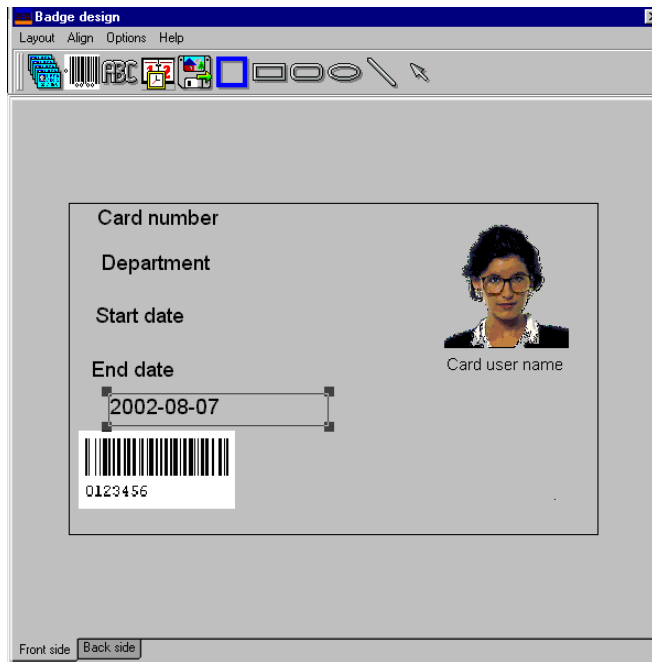 Badge design
Layout Align Options Help
ABC
Card number
Department
Start date
End date
Card user name
2002-08-07
0123456
Front side Back side